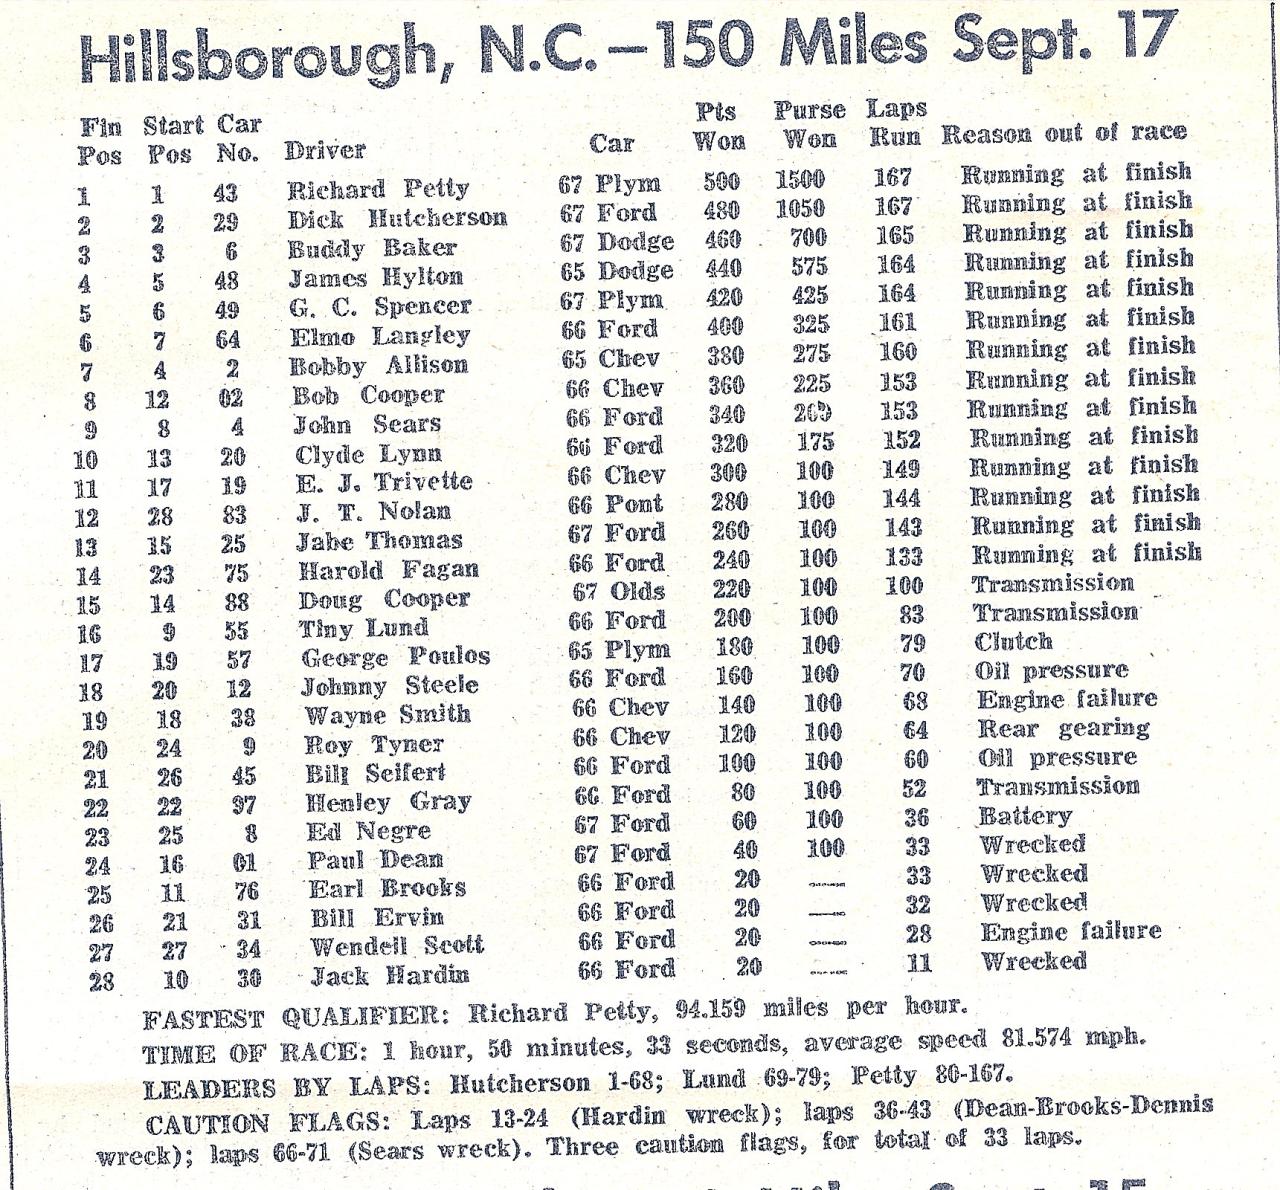 Hillsborough, N.C.—150 Miles Sept. 17
Fin Start Car Pts Purse Laps
Pos Pos No. Driver Car Won Won Run Reason out of race
1 1 43 Richard Petty 67 Plym 500 1500 167 Running at finish
2 2 29 Dick Hutcherson 67 Ford 480 1050 167 Running at finish
3 3 6 Buddy Baker 67 Dodge 460 700 165 Running at finish
4 5 48 James Hylton 65 Dodge 440 575 164 Running at finish
5 6 49 G. C. Spencer 67 Plym 420 425 164 Running at finish
6 7 64 Elmo Langley 66 Ford 400 325 161 Running at finish
7 4 2 Bobby Allison 65 Chev 380 275 160 Running at finish
8 12 02 Bob Cooper 66 Chev 360 225 153 Running at finish
9 8 4 John Sears 66 Ford 340 200 153 Running at finish
10 13 20 Clyde Lynn 66 Ford 320 175 152 Running at finish
11 17 19 E. J. Trivette 66 Chev 300 100 149 Running at finish
12 28 83 J. T. Nolan 66 Pont 280 100 144 Running at finish
13 15 25 Jabe Thomas 67 Ford 260 100 143 Running at finish
14 23 75 Harold Fagan 66 Ford 240 100 133 Running at finish
15 14 88 Doug Cooper 67 Olds 220 100 100 Transmission
16 9 55 Tiny Lund 66 Ford 200 100 83 Transmission
17 19 57 George Poulos 65 Plym 180 100 79 Clutch
18 20 12 Johnny Steele 66 Ford 160 100 70 Oil pressure
19 18 38 Wayne Smith 66 Chev 140 100 68 Engine failure
20 24 9 Roy Tyner 66 Chev 120 100 64 Rear gearing
21 26 45 Bill Seifert 66 Ford 100 100 60 Oil pressure
22 22 97 Henley Gray 66 Ford 80 100 52 Transmission
23 25 8 Ed Negre 67 Ford 60 100 36 Battery
24 16 01 Paul Dean 67 Ford 40 100 33 Wrecked
25 11 76 Earl Brooks 66 Ford 20 — 33 Wrecked
26 21 31 Bill Ervin 66 Ford 20 — 32 Wrecked
27 27 34 Wendell Scott 66 Ford 20 — 28 Engine failure
28 10 30 Jack Hardin 66 Ford 20 — 11 Wrecked
FASTEST QUALIFIER: Richard Petty, 94.159 miles per hour.
TIME OF RACE: 1 hour, 50 minutes, 33 seconds, average speed 81.574 mph.
LEADERS BY LAPS: Hutcherson 1-68; Lund 69-79; Petty 80-167.
CAUTION FLAGS: Laps 13-24 (Hardin wreck); laps 36-43 (Dean-Brooks-Dennis
wreck); laps 66-71 (Sears wreck). Three caution flags, for total of 33 laps.